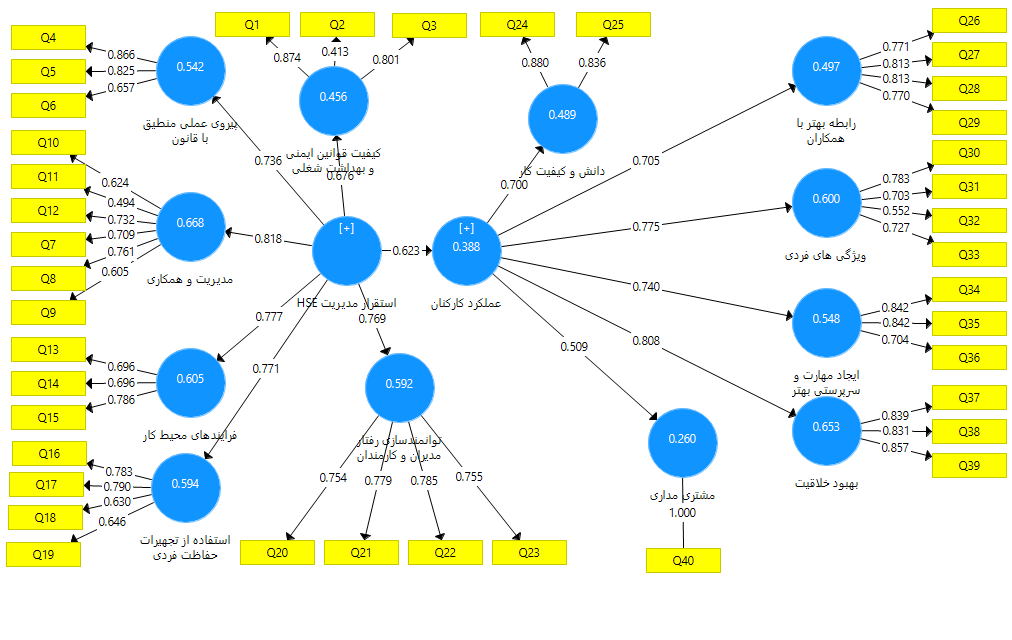 Q1
Q2
Q3
Q24
Q25
Q26
Q4
Q27
Q5
Q28
Q6
Q29
0.866
0.825
0.657
0.542
پیروی عملی منطبق
با قانون
0.874
0.413
0.801
0.456
کیفیت قوانین ایمنی
و بهداشت شغلی
0.880
0.836
0.489
دانش و کیفیت کار
0.771
0.813
0.813
0.770
0.497
رابطه بهتر با
همکاران
0.736
0.676
0.700
0.705
Q10
Q11
Q12
Q7
Q8
Q9
0.624
0.494
0.732
0.709
0.761
0.605
0.668
مدیریت و همکاری
0.818
[+]
استقرار مدیریت HSE
0.623
[+]
0.388
عملکرد کارکنان
0.775
0.600
ویژگی های فردی
0.783
0.703
0.552
0.727
Q30
Q31
Q32
Q33
0.777
0.771
0.769
0.740
0.509
0.808
0.548
ایجاد مهارت و
سرپرستی بهتر
0.842
0.842
0.704
Q34
Q35
Q36
Q13
Q14
Q15
0.696
0.696
0.786
0.605
فرایندهای محیط کار
0.592
توانمندسازی رفتار
مدیران و کارمندان
0.653
بهبود خلاقیت
0.839
0.831
0.857
Q37
Q38
Q39
Q16
Q17
Q18
Q19
0.783
0.790
0.630
0.646
0.594
استفاده از تجهیزات
حفاظت فردی
0.754
0.779
0.785
0.755
Q20
Q21
Q22
Q23
0.260
مشتری مداری
1.000
Q40